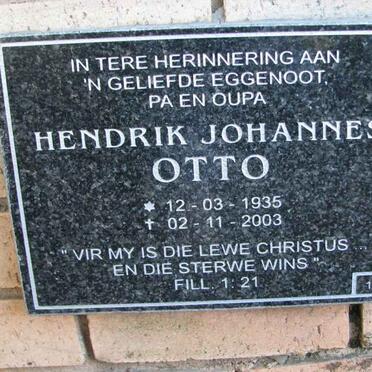 IN TERE HERINNERING AAN
'N GELIEFDE EGGENOOT,
PA EN OUPA
HENDRIK JOHANNES
OTTO
* 12-03-1935
† 02-11-2003
"VIR MY IS DIE LEWE CHRISTUS ...
EN DIE STERWE WINS"
FILL. 1:21